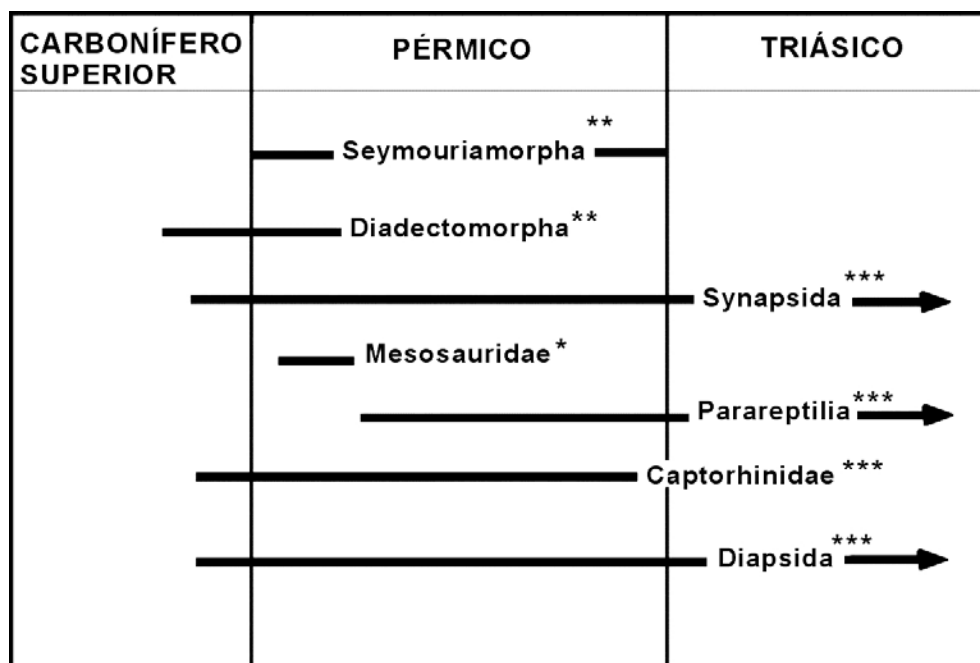 CARBONÍFERO
SUPERIOR
PÉRMICO
TRIÁSICO
Seymouriamorpha **
Diadectomorpha**
Synapsida ***
Mesosauridae *
Parareptilia ***
Captorhinidae ***
Diapsida ***